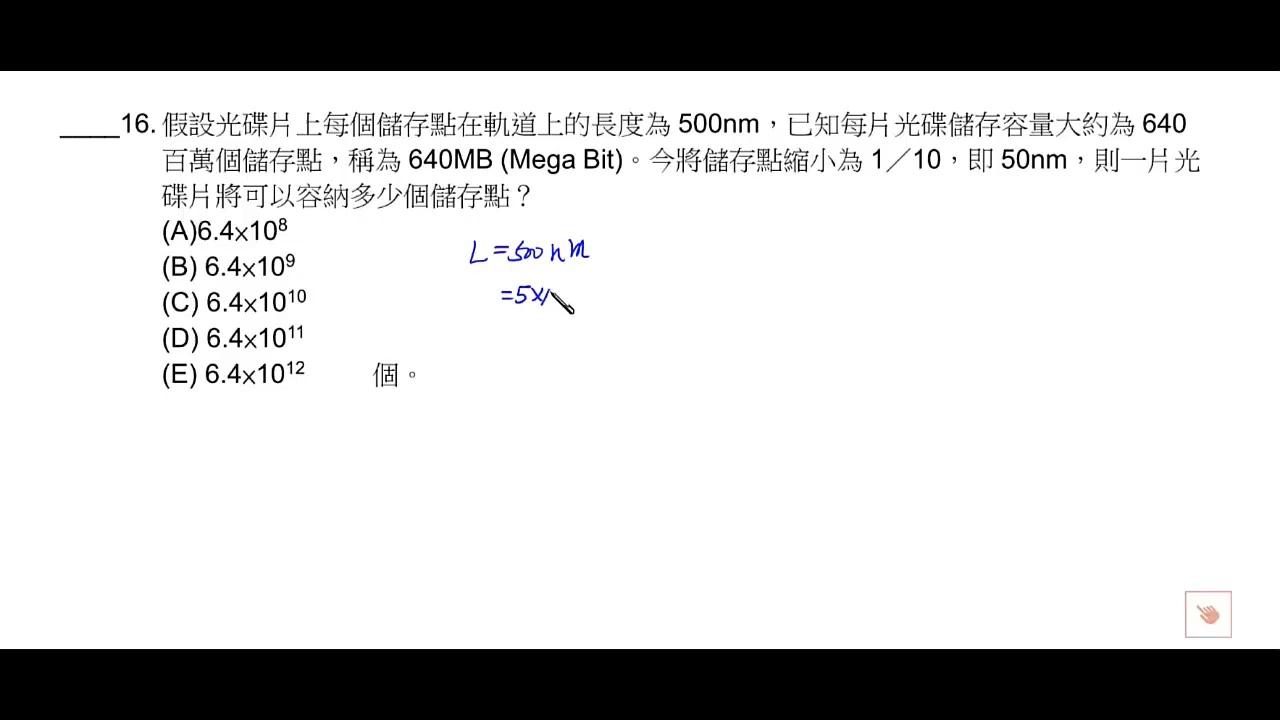 ____16. 假設光碟片上每個儲存點在軌道上的長度為 500nm，已知每片光碟儲存容量大約為 640
百萬個儲存點，稱為 640MB (Mega Bit)。今將儲存點縮小為 1／10，即 50nm，則一片光
碟片將可以容納多少個儲存點？
(A)6.4×10⁸
(B) 6.4×10⁹
(C) 6.4×10¹⁰
(D) 6.4×10¹¹
(E) 6.4×10¹² 個。
L = 500 nm
= 5×1